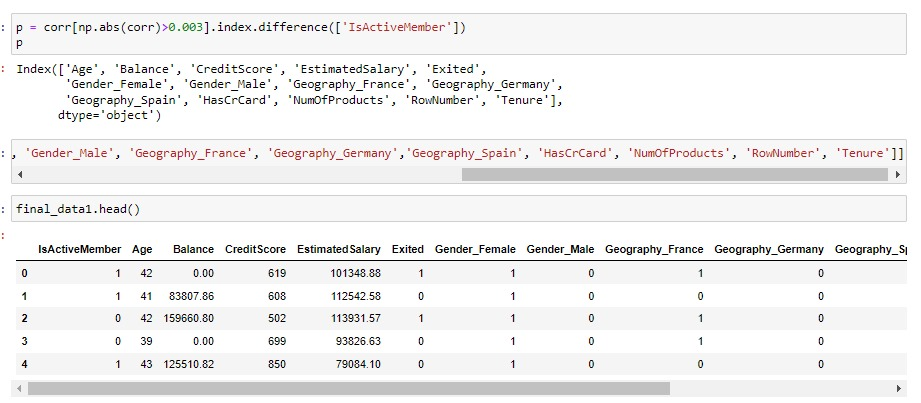 p = corr[np.abs(corr)>0.003].index.difference(['IsActiveMember'])
p
Index(['Age', 'Balance', 'CreditScore', 'EstimatedSalary', 'Exited',
'Gender_Female', 'Gender_Male', 'Geography_France', 'Geography_Germany',
'Geography_Spain', 'HasCrCard', 'NumOfProducts', 'RowNumber', 'Tenure'],
dtype='object')
, 'Gender_Male', 'Geography_France', 'Geography_Germany','Geography_Spain', 'HasCrCard', 'NumOfProducts', 'RowNumber', 'Tenure']]
final_data1.head()
IsActiveMember Age Balance CreditScore EstimatedSalary Exited Gender_Female Gender_Male Geography_France Geography_Germany Geography_Sp
0 1 42 0.00 619 101348.88 1 1 0 1 0
1 1 41 83807.86 608 112542.58 0 1 0 0 0
2 0 42 159660.80 502 113931.57 1 1 0 1 0
3 0 39 0.00 699 93826.63 0 1 0 1 0
4 1 43 125510.82 850 79084.10 0 1 0 0 0